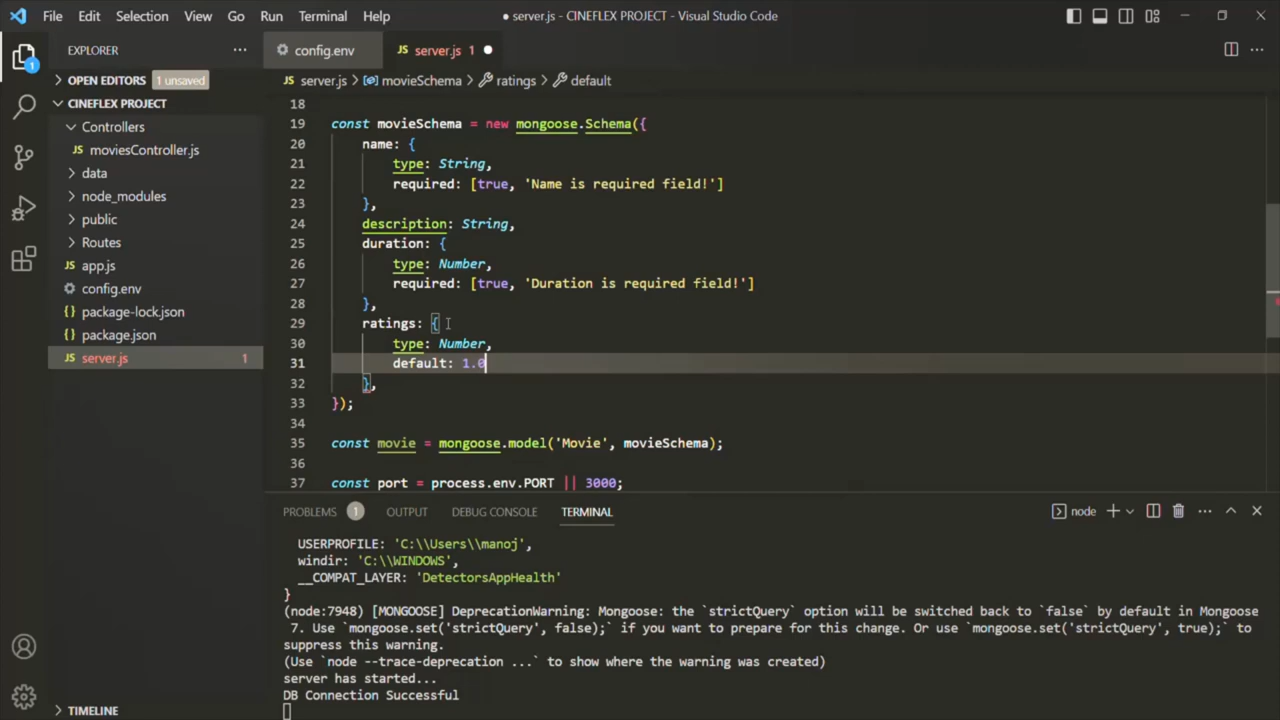 File Edit Selection View Go Run Terminal Help
● server.js - CINEFLEX PROJECT - Visual Studio Code
EXPLORER ...
config.env
JS server.js 1 ●
OPEN EDITORS 1 unsaved
JS server.js > movieSchema > ratings > default
CINEFLEX PROJECT
Controllers
JS moviesController.js
data
node_modules
public
Routes
JS app.js
config.env
{} package-lock.json
{} package.json
JS server.js 1
TIMELINE
1
18
19 const movieSchema = new mongoose.Schema({
20 name: {
21 type: String,
22 required: [true, 'Name is required field!']
23 },
24 description: String,
25 duration: {
26 type: Number,
27 required: [true, 'Duration is required field!']
28 },
29 ratings: {
30 type: Number,
31 default: 1.0
32 },
33 });
34
35 const movie = mongoose.model('Movie', movieSchema);
36
37 const port = process.env.PORT || 3000;
PROBLEMS 1 OUTPUT DEBUG CONSOLE TERMINAL
node
USERPROFILE: 'C:\\Users\\manoj',
windir: 'C:\\WINDOWS',
__COMPAT_LAYER: 'DetectorsAppHealth'
}
(node:7948) [MONGOOSE] DeprecationWarning: Mongoose: the `strictQuery` option will be switched back to `false` by default in Mongoose
7. Use `mongoose.set('strictQuery', false);` if you want to prepare for this change. Or use `mongoose.set('strictQuery', true);` to
suppress this warning.
(Use `node --trace-deprecation ...` to show where the warning was created)
server has started...
DB Connection Successful